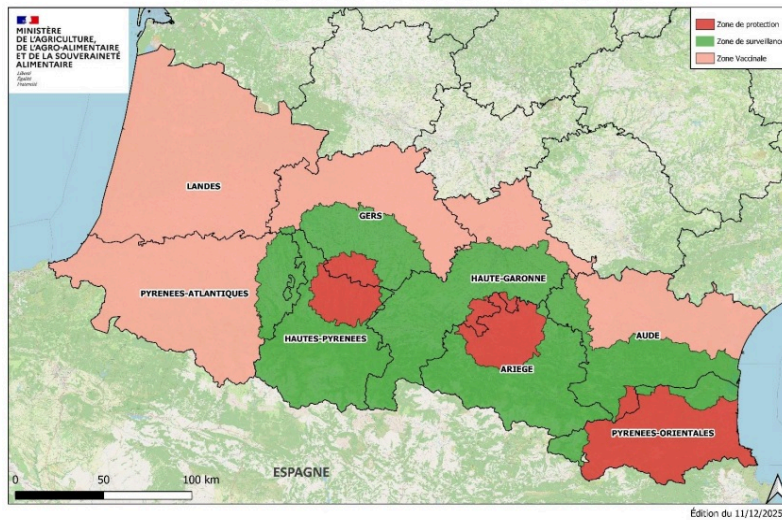 MINISTÈRE
DE L'AGRICULTURE,
DE L'AGRO-ALIMENTAIRE
ET DE LA SOUVERAINETÉ
ALIMENTAIRE
Liberté
Égalité
Fraternité
Zone de protection
Zone de surveillance
Zone Vaccinale
LANDES
GERS
PYRENEES-ATLANTIQUES
HAUTE-GARONNE
HAUTES-PYRENEES
AUDE
ARIEGE
PYRENEES-ORIENTALES
ESPAGNE
0 50 100 km
Édition du 11/12/2025